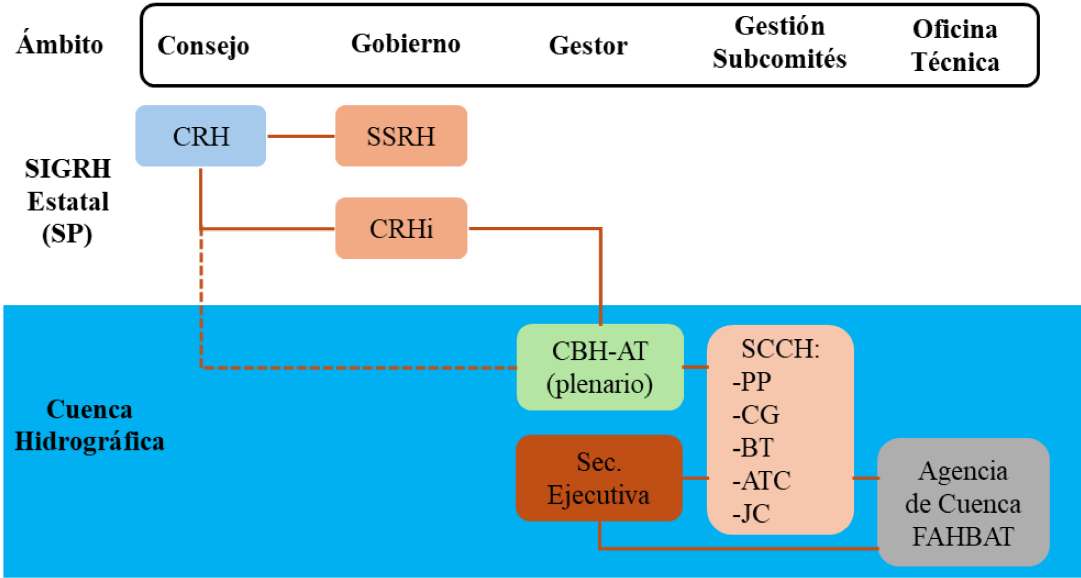 Ámbito
Consejo
Gobierno
Gestor
Gestión
Subcomités
Oficina
Técnica
SIGRH
Estatal
(SP)
CRH
SSRH
CRHi
Cuenca
Hidrográfica
CBH-AT
(plenario)
Sec.
Ejecutiva
SCCH:
-PP
-CG
-BT
-ATC
-JC
Agencia
de Cuenca
FAHBAT